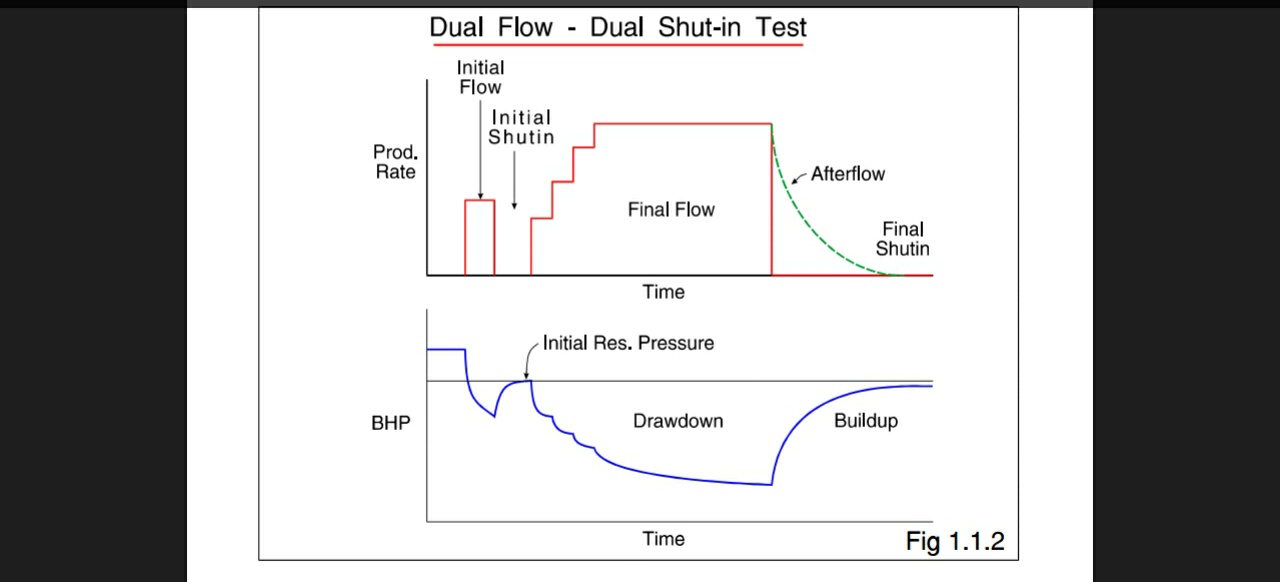 Dual Flow - Dual Shut-in Test
Initial
Flow
Initial
Shutin
Prod.
Rate
Afterflow
Final Flow
Final
Shutin
Time
Initial Res. Pressure
BHP
Drawdown
Buildup
Time
Fig 1.1.2